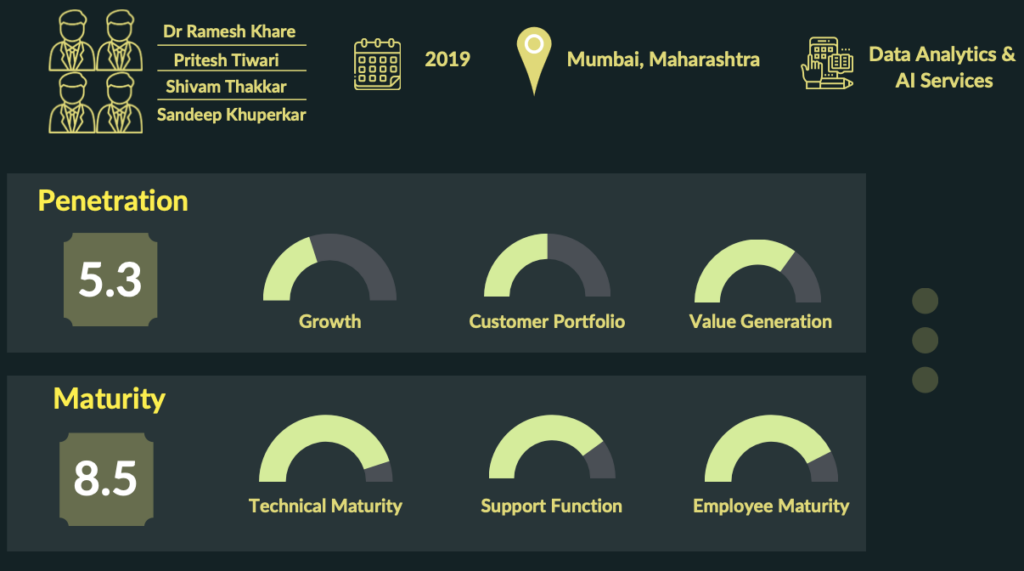 Dr Ramesh Khare
Pritesh Tiwari
Shivam Thakkar
Sandeep Khuperkar
2019
Mumbai, Maharashtra
Data Analytics &
AI Services
Penetration
5.3
Growth
Customer Portfolio
Value Generation
Maturity
8.5
Technical Maturity
Support Function
Employee Maturity